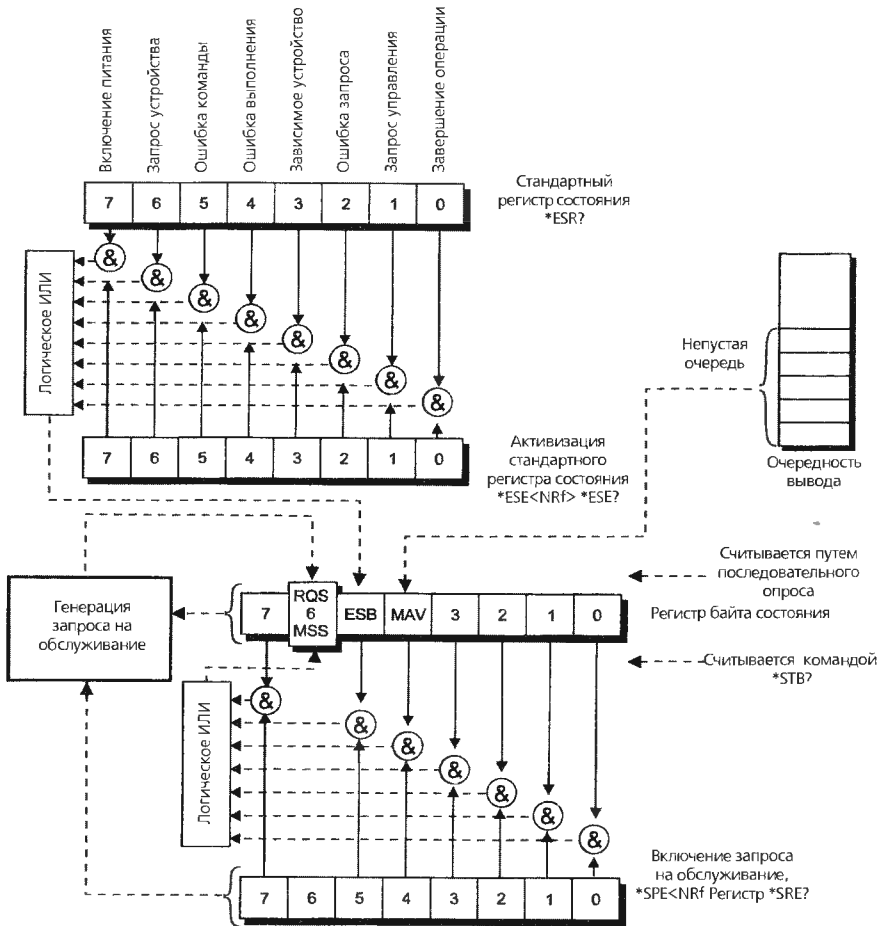 Включение питания
Запрос устройства
Ошибка команды
Ошибка выполнения
Зависимое устройство
Ошибка запроса
Запрос управления
Завершение операции
7 6 5 4 3 2 1 0
Стандартный
регистр состояния
*ESR?
& & & & & & & &
Логическое ИЛИ
Непустая
очередь
Очередность
вывода
7 6 5 4 3 2 1 0
Активизация
стандартного
регистра состояния
*ESE<NRf> *ESE?
Считывается путем
последовательного
опроса
Генерация
запроса на
обслуживание
7 RQS 6 MSS ESB MAV 3 2 1 0
Регистр байта состояния
Считывается командой
*STB?
& & & & & & &
Логическое ИЛИ
Включение запроса
на обслуживание,
*SPE<NRf Регистр *SRE?
7 6 5 4 3 2 1 0